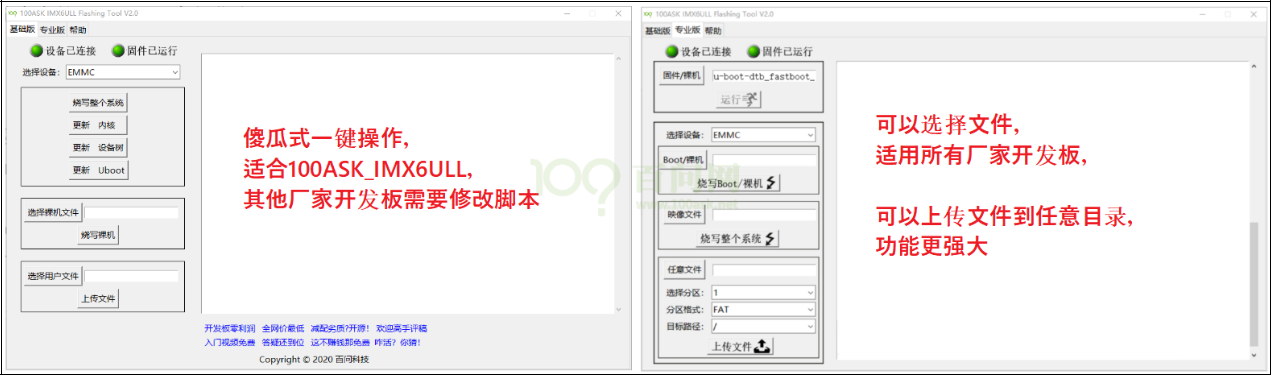 100ASK IMX6ULL Flashing Tool V2.0
基础版 专业版 帮助
设备已连接 固件已运行
选择设备: EMMC
烧写整个系统
更新 内核
更新 设备树
更新 Uboot
选择裸机文件
烧写裸机
选择用户文件
上传文件
傻瓜式一键操作,
适合100ASK_IMX6ULL,
其他厂家开发板需要修改脚本
开发板零利润 全网价最低 减配劣质?开源! 欢迎高手评稿
入门视频免费 答疑还到位 这不赚钱那免费 咋活? 你猜!
Copyright © 2020 百问科技
100ASK IMX6ULL Flashing Tool V2.0
基础版 专业版 帮助
设备已连接 固件已运行
固件/裸机 u-boot-dtb_fastboot_
运行
选择设备: EMMC
Boot/裸机
烧写Boot/裸机
映像文件
烧写整个系统
任意文件
选择分区: 1
分区格式: FAT
目标路径: /
上传文件
可以选择文件,
适用所有厂家开发板,
可以上传文件到任意目录,
功能更强大
百问网
www.100ask.net